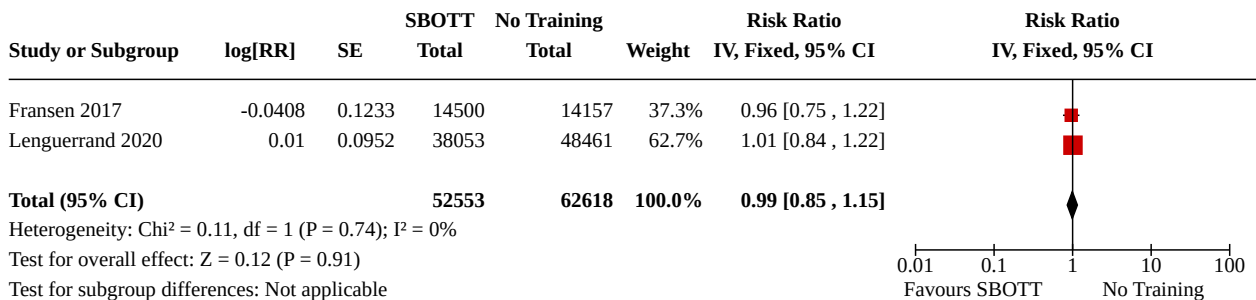 SBOTT No Training Risk Ratio Risk Ratio
Study or Subgroup log[RR] SE Total Total Weight IV, Fixed, 95% CI IV, Fixed, 95% CI
Fransen 2017 -0.0408 0.1233 14500 14157 37.3% 0.96 [0.75 , 1.22]
Lenguerrand 2020 0.01 0.0952 38053 48461 62.7% 1.01 [0.84 , 1.22]
Total (95% CI) 52553 62618 100.0% 0.99 [0.85 , 1.15]
Heterogeneity: Chi² = 0.11, df = 1 (P = 0.74); I² = 0%
Test for overall effect: Z = 0.12 (P = 0.91)
Test for subgroup differences: Not applicable
0.01 0.1 1 10 100
Favours SBOTT No Training